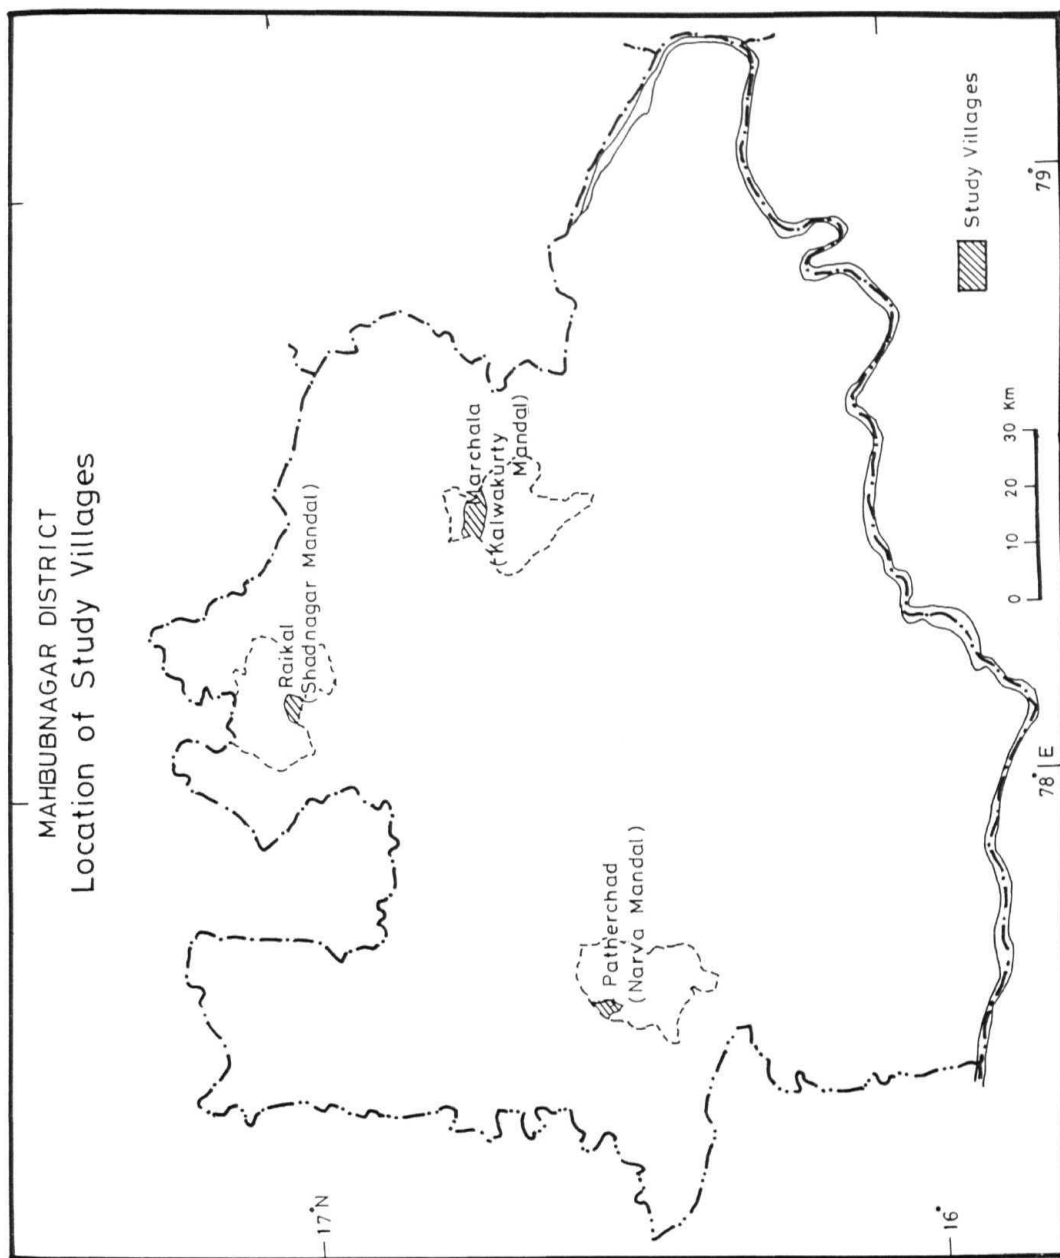 MAHBUBNAGAR DISTRICT
Location of Study Villages
Raikal
(Shadnagar Mandal)
Marchala
(Kalwakurty
Mandal)
Patherchad
(Narva Mandal)
17°N
16°
78° E
79°
0 10 20 30 Km
Study Villages